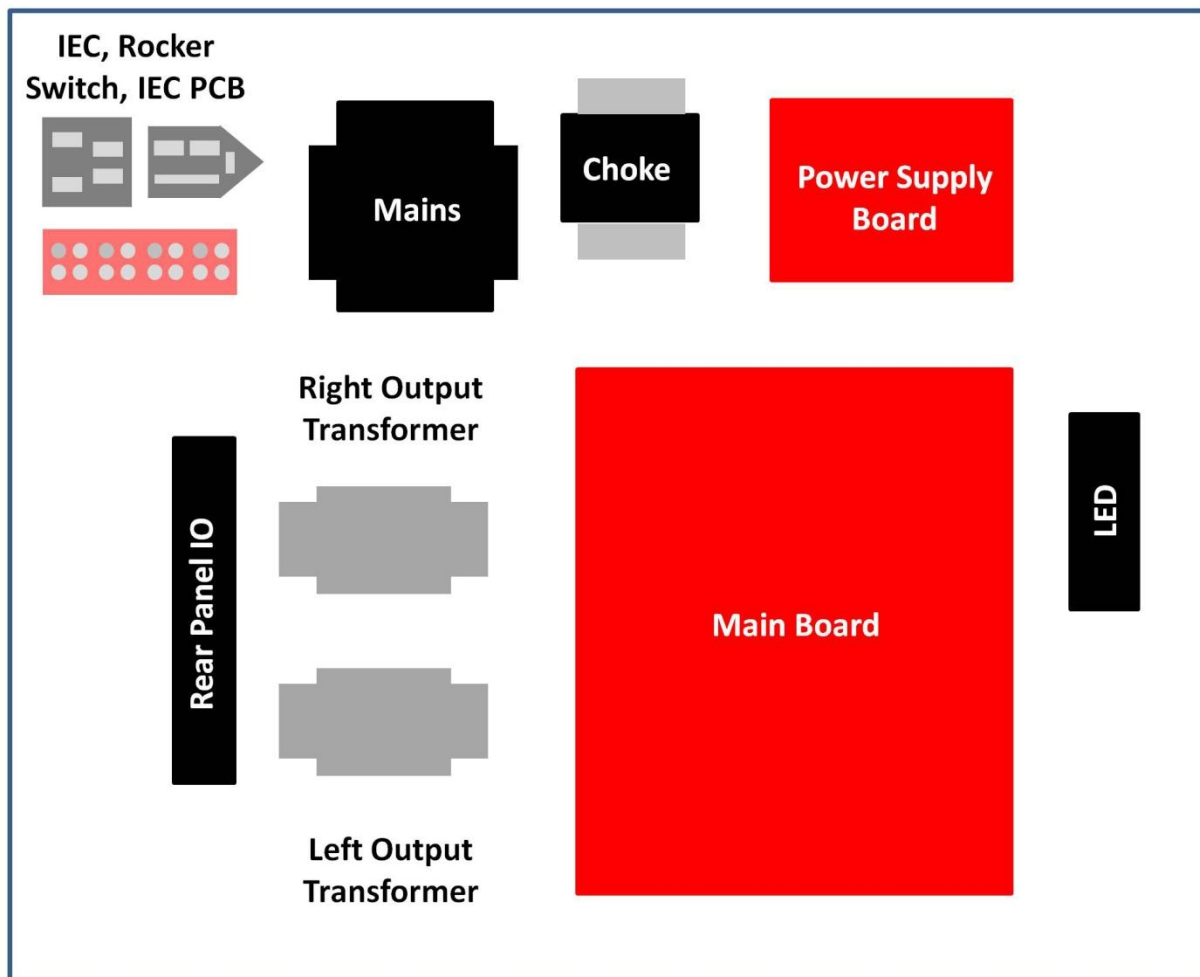 IEC, Rocker
Switch, IEC PCB
Mains
Choke
Power Supply
Board
Right Output
Transformer
Rear Panel IO
Main Board
LED
Left Output
Transformer